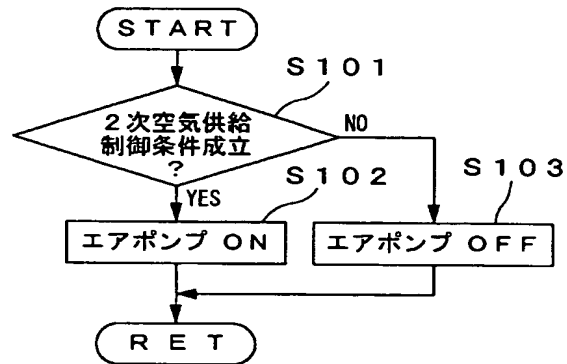 START
S101
2次空気供給
制御条件成立
?
NO
YES
S102
S103
エアポンプ ON
エアポンプ OFF
RET